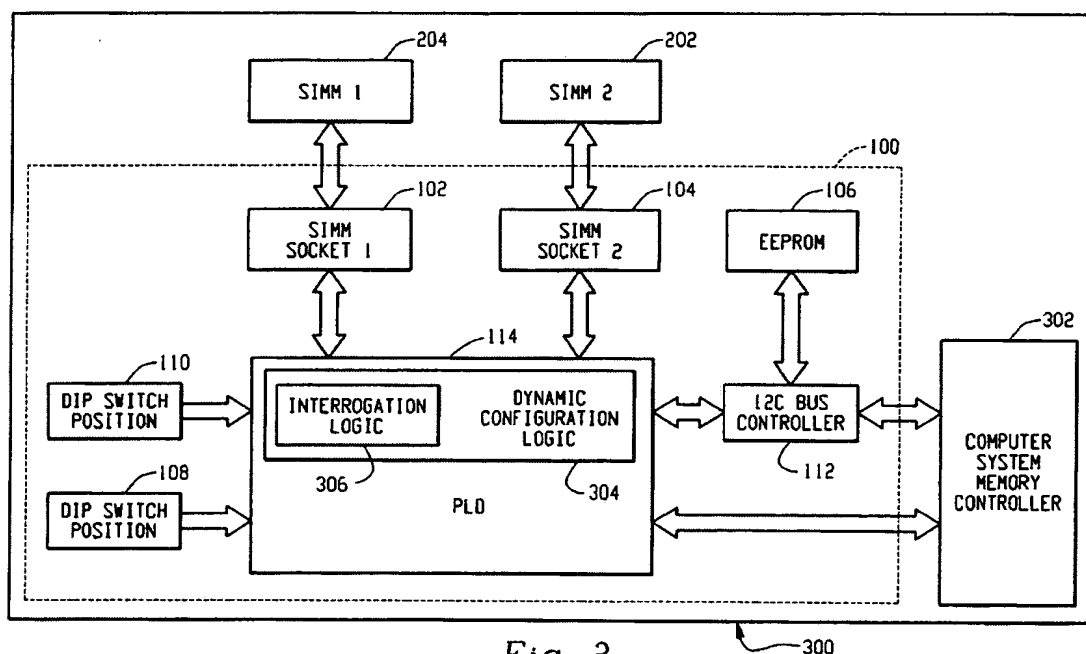 204
202
SIMM 1
SIMM 2
100
102
104
106
SIMM
SOCKET 1
SIMM
SOCKET 2
EEPROM
302
114
110
DIP SWITCH
POSITION
INTERROGATION
LOGIC
DYNAMIC
CONFIGURATION
LOGIC
I2C BUS
CONTROLLER
COMPUTER
SYSTEM
MEMORY
CONTROLLER
306
304
112
108
DIP SWITCH
POSITION
PLD
300